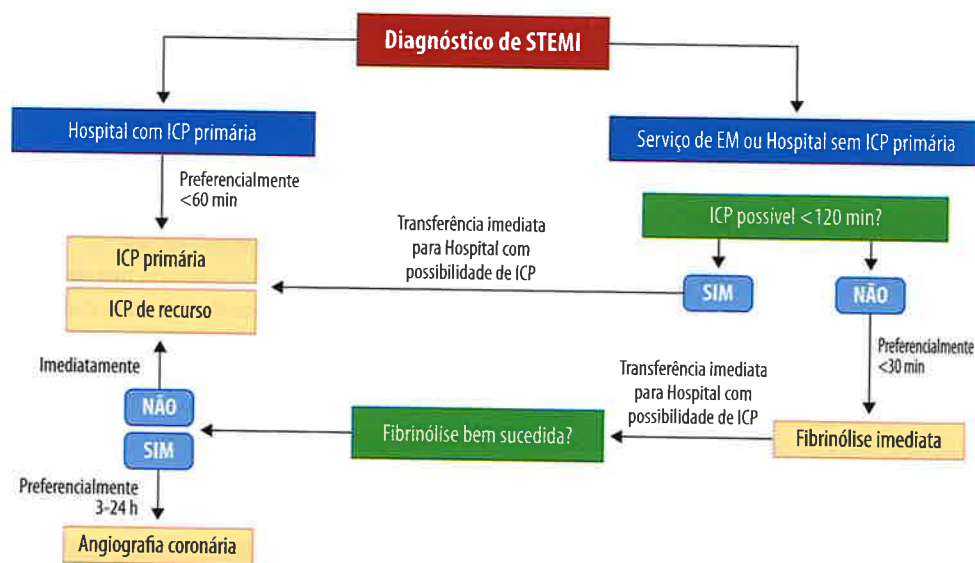 Diagnóstico de STEMI
Hospital com ICP primária
Serviço de EM ou Hospital sem ICP primária
Preferencialmente
<60 min
ICP possível <120 min?
Transferência imediata
para Hospital com
possibilidade de ICP
ICP primária
SIM
NÃO
ICP de recurso
Imediatamente
Preferencialmente
<30 min
NÃO
SIM
Transferência imediata
para Hospital com
possibilidade de ICP
Fibrinólise bem sucedida?
Fibrinólise imediata
Preferencialmente
3-24 h
Angiografia coronária